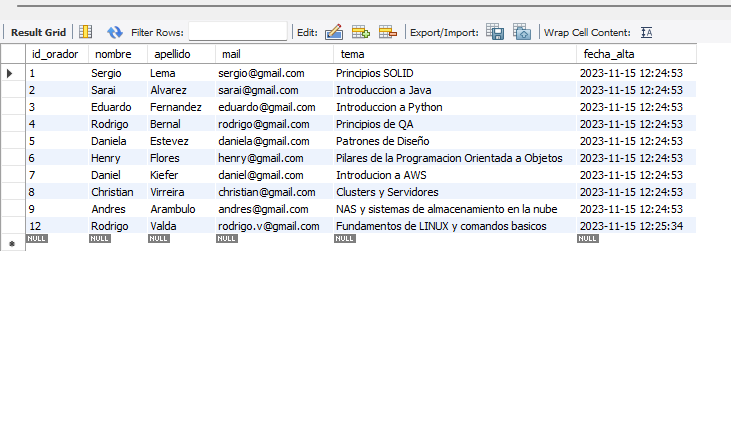 Result Grid Filter Rows: Edit: Export/Import: Wrap Cell Content: IA
id_orador nombre apellido mail tema fecha_alta
1 Sergio Lema sergio@gmail.com Principios SOLID 2023-11-15 12:24:53
2 Sarai Alvarez sarai@gmail.com Introduccion a Java 2023-11-15 12:24:53
3 Eduardo Fernandez eduardo@gmail.com Introduccion a Python 2023-11-15 12:24:53
4 Rodrigo Bernal rodrigo@gmail.com Principios de QA 2023-11-15 12:24:53
5 Daniela Estevez daniela@gmail.com Patrones de Diseño 2023-11-15 12:24:53
6 Henry Flores henry@gmail.com Pilares de la Programacion Orientada a Objetos 2023-11-15 12:24:53
7 Daniel Kiefer daniel@gmail.com Introducion a AWS 2023-11-15 12:24:53
8 Christian Virreira christian@gmail.com Clusters y Servidores 2023-11-15 12:24:53
9 Andres Arambulo andres@gmail.com NAS y sistemas de almacenamiento en la nube 2023-11-15 12:24:53
12 Rodrigo Valda rodrigo.v@gmail.com Fundamentos de LINUX y comandos basicos 2023-11-15 12:25:34
NULL NULL NULL NULL NULL NULL